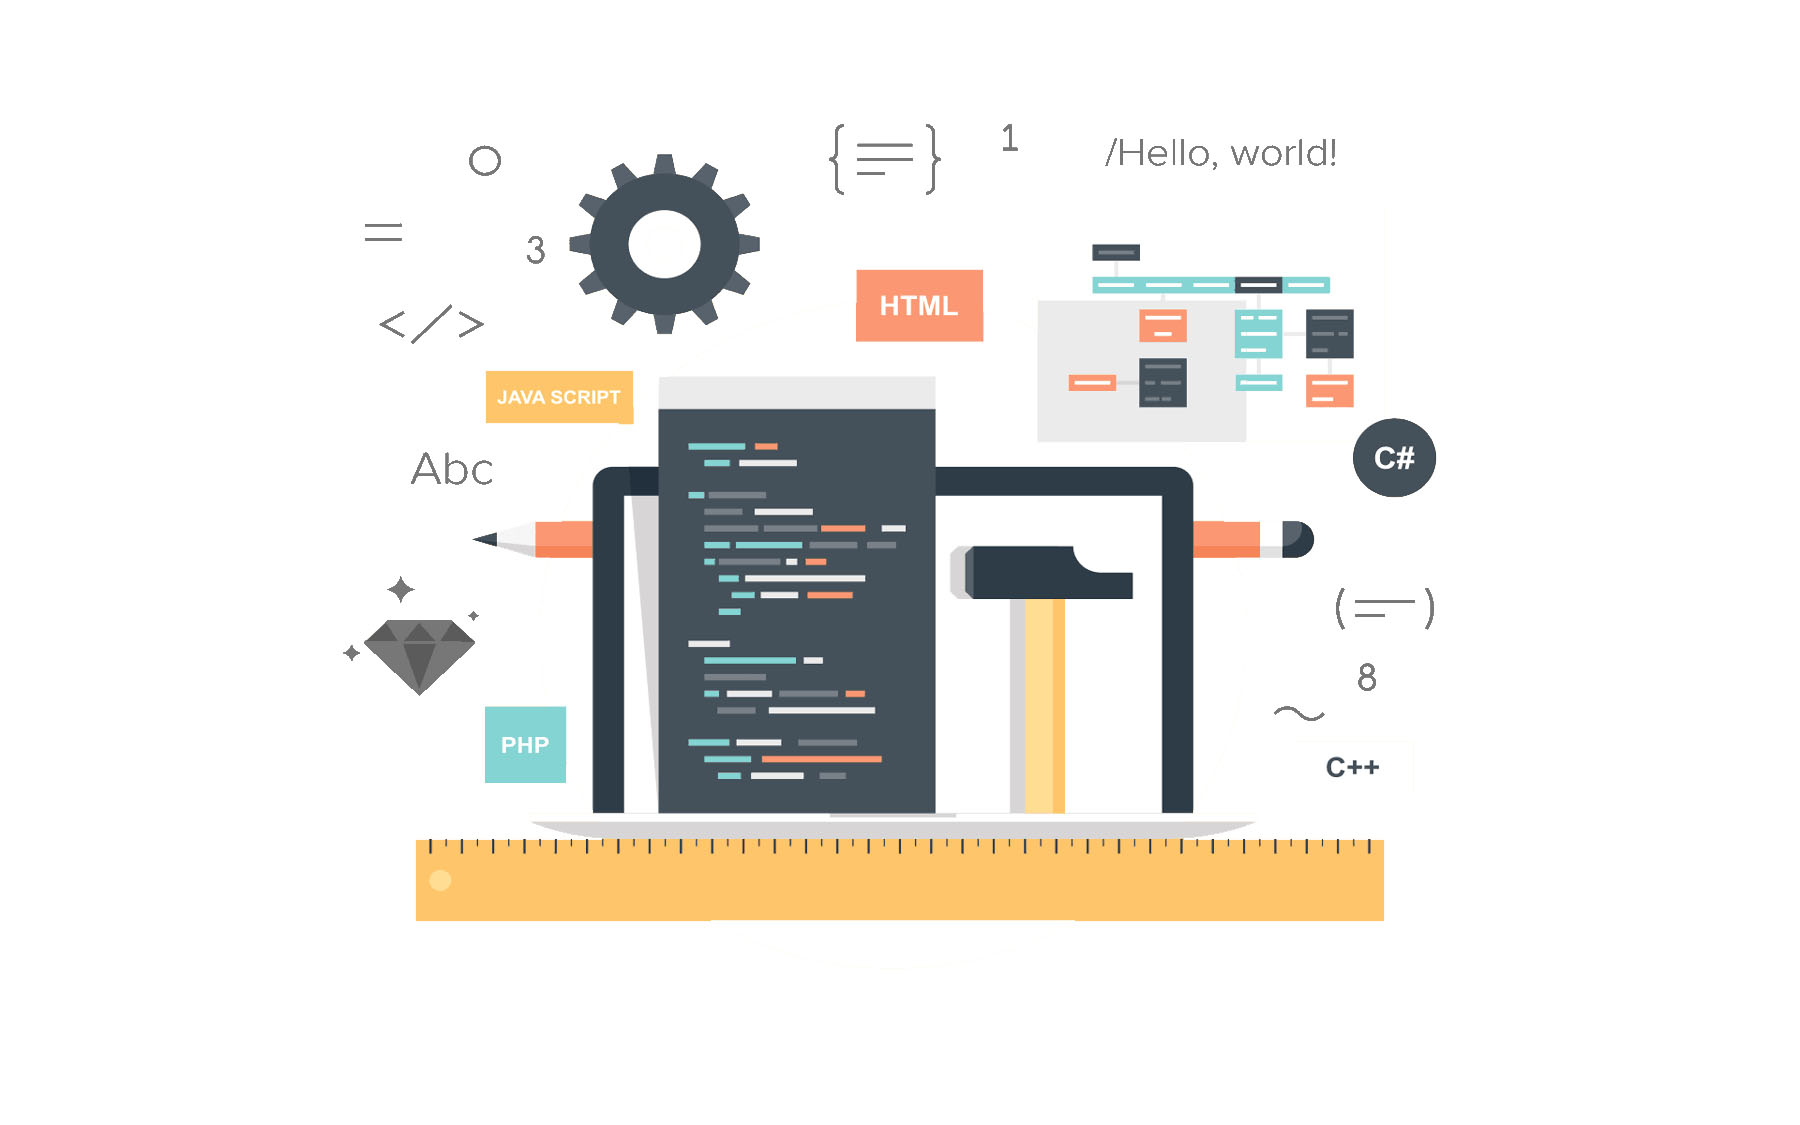 1
/Hello, world!
3
HTML
</>
JAVA SCRIPT
Abc
C#
8
PHP
C++